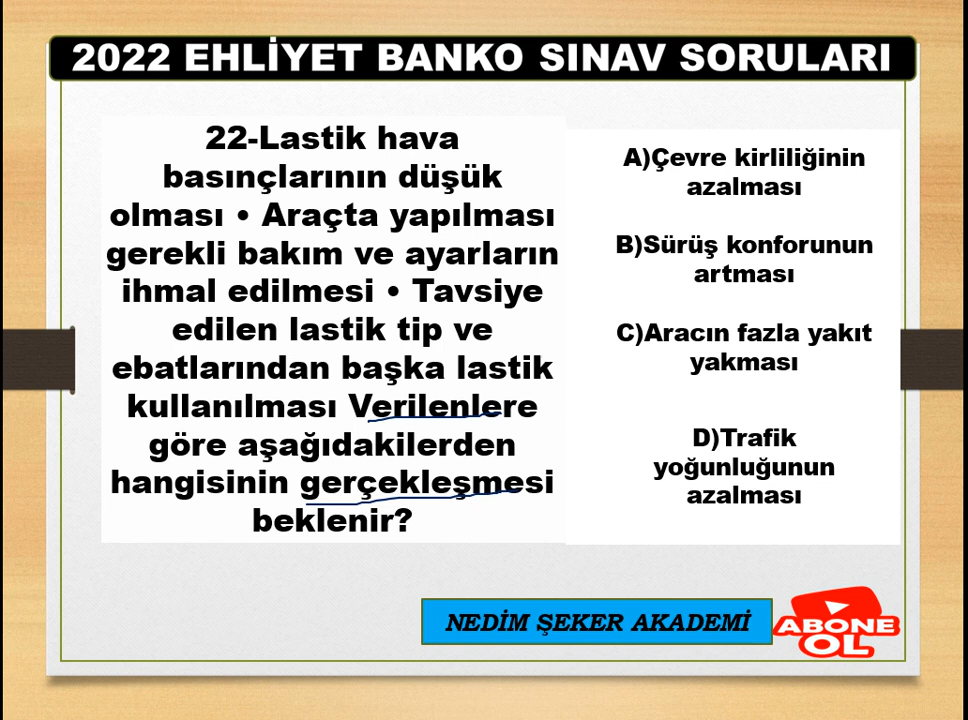 2022 EHLİYET BANKO SINAV SORULARI
22-Lastik hava
basınçlarının düşük
olması • Araçta yapılması
gerekli bakım ve ayarların
ihmal edilmesi • Tavsiye
edilen lastik tip ve
ebatlarından başka lastik
kullanılması Verilenlere
göre aşağıdakilerden
hangisinin gerçekleşmesi
beklenir?
A)Çevre kirliliğinin
azalması
B)Sürüş konforunun
artması
C)Aracın fazla yakıt
yakması
D)Trafik
yoğunluğunun
azalması
NEDİM ŞEKER AKADEMİ
ABONE
OL